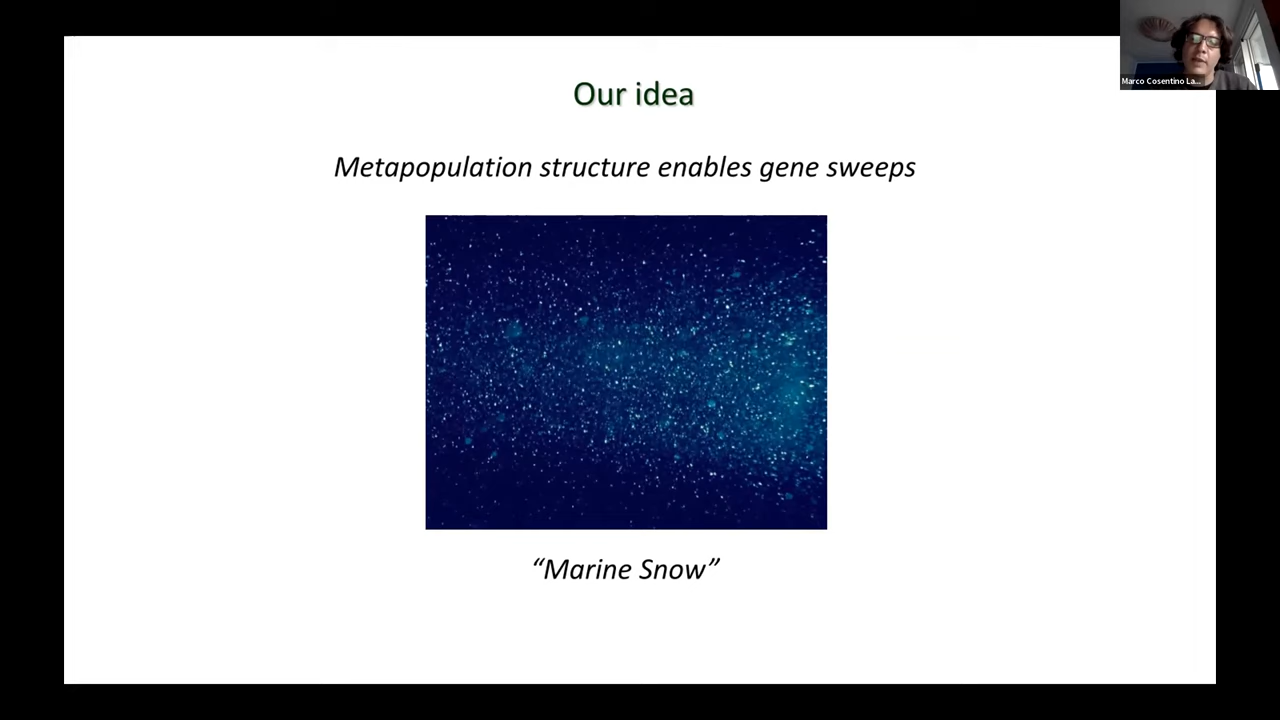 Our idea
Marco Cosentino La...
Metapopulation structure enables gene sweeps
“Marine Snow”